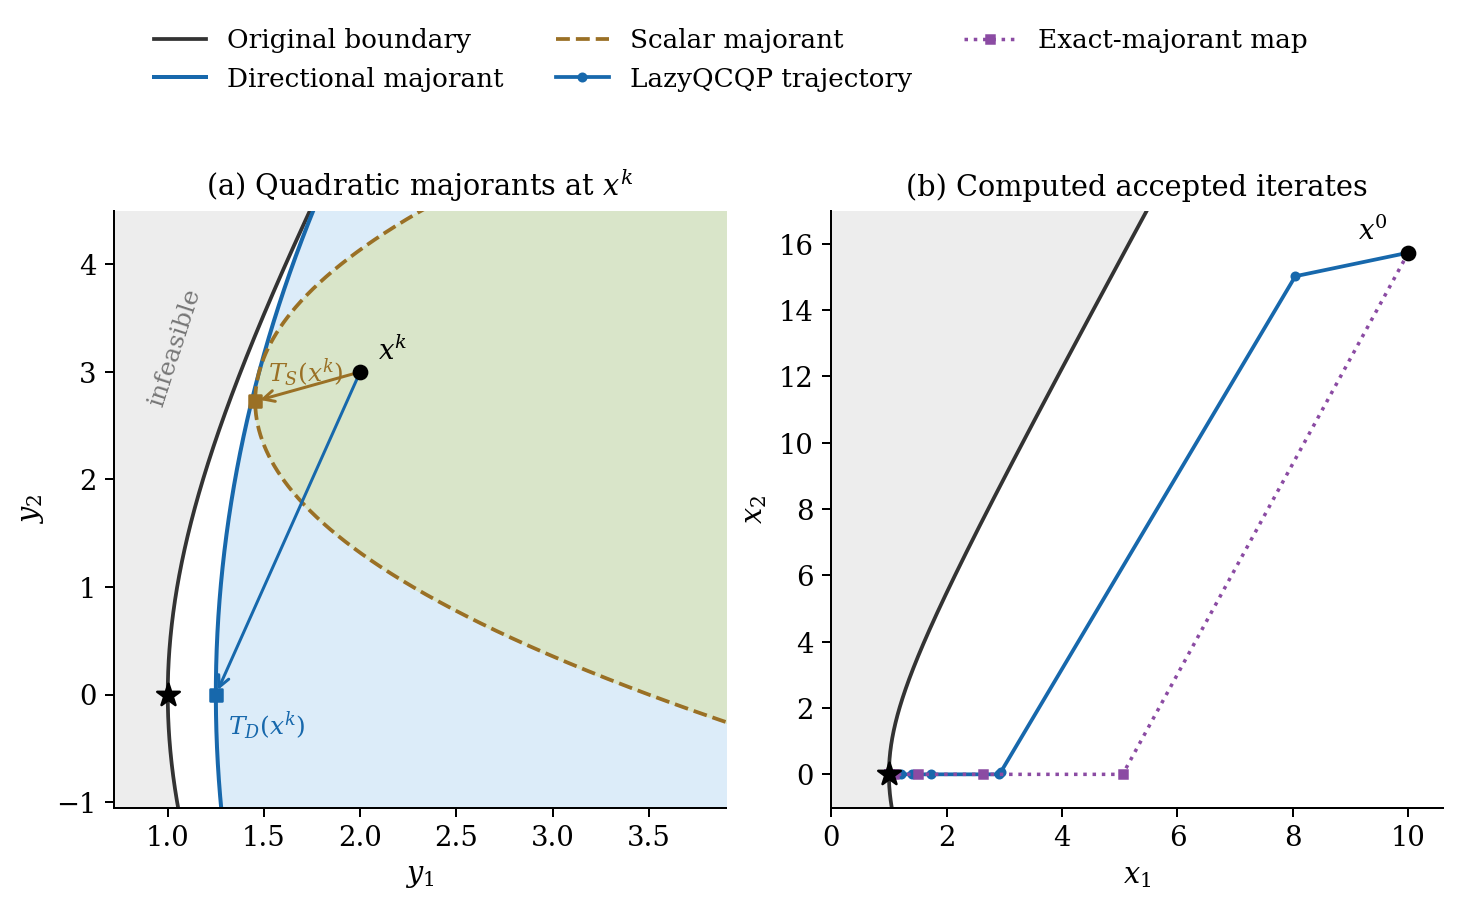 Original boundary
Directional majorant
Scalar majorant
LazyQCQP trajectory
Exact-majorant map
(a) Quadratic majorants at x^k
infeasible
x^k
T_S(x^k)
T_D(x^k)
4
3
2
1
0
−1
y_2
1.0 1.5 2.0 2.5 3.0 3.5
y_1
(b) Computed accepted iterates
x^0
16
14
12
10
8
6
4
2
0
x_2
0 2 4 6 8 10
x_1